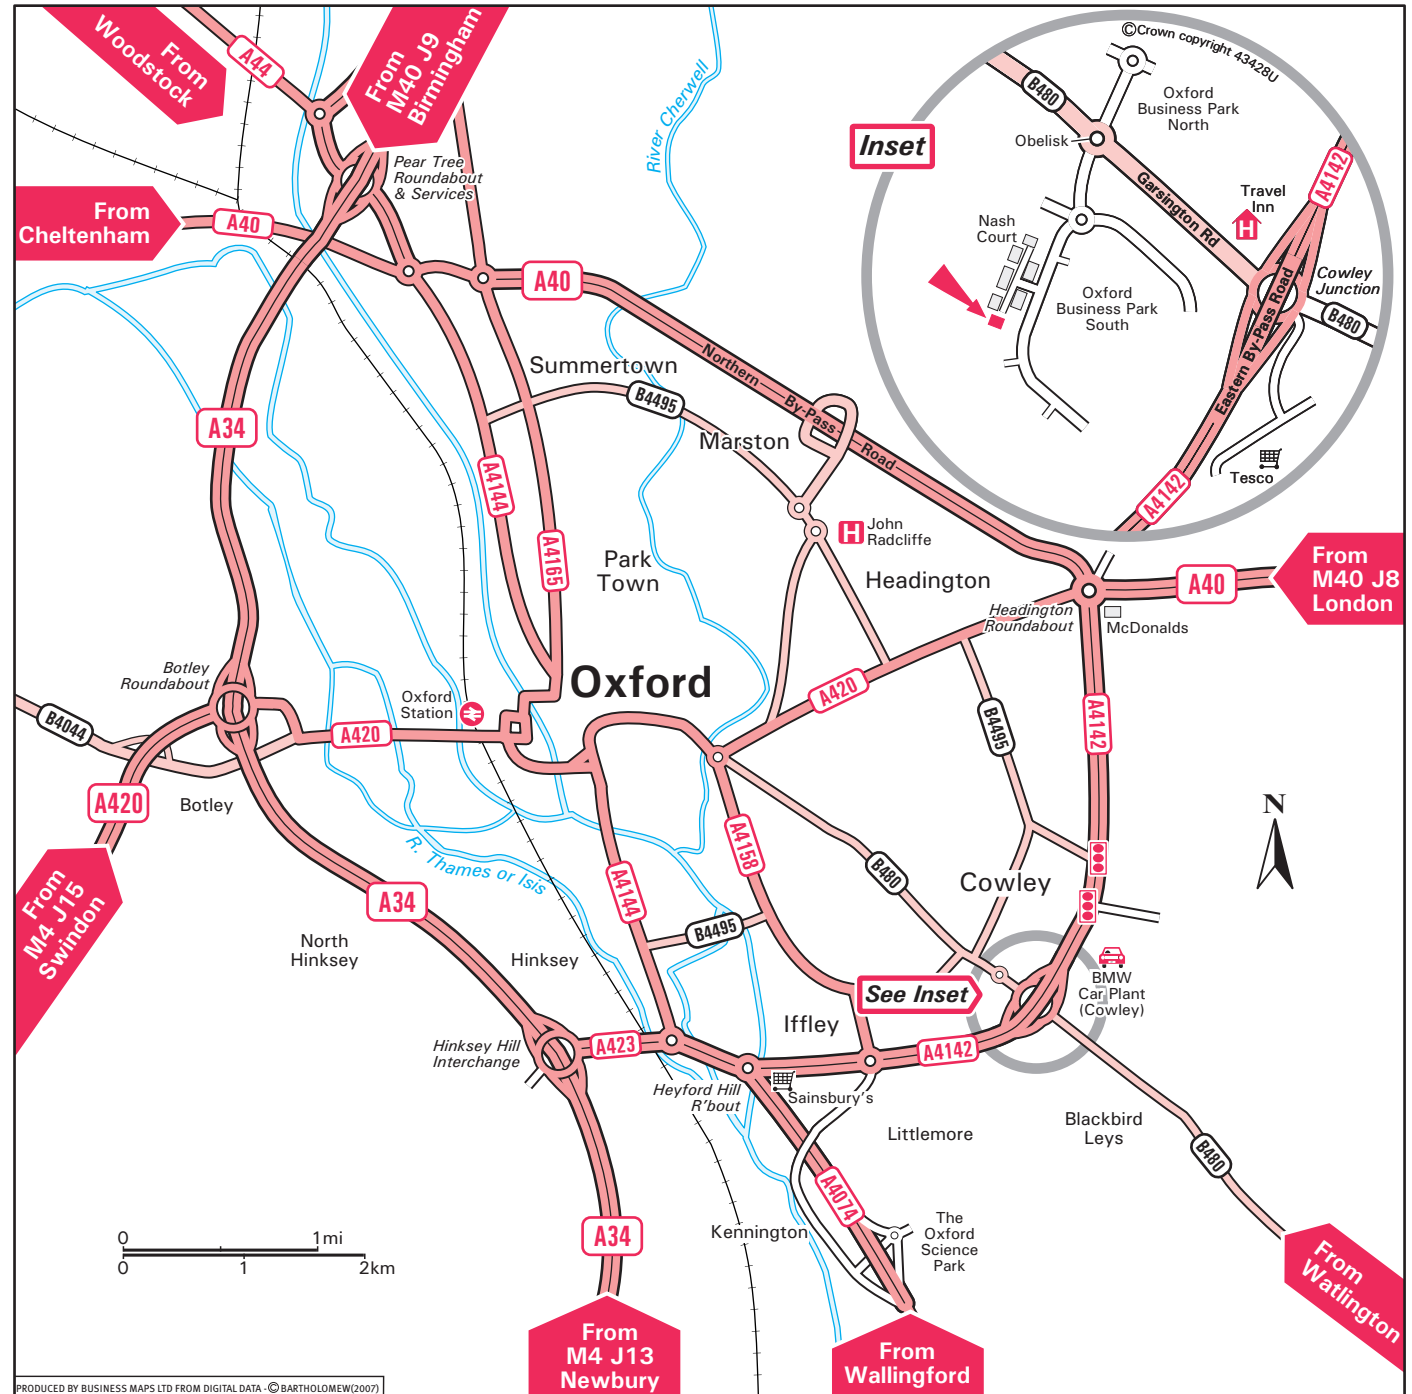 From
Woodstock
A44
From
M40 J9
Birmingham
River Cherwell
Pear Tree
Roundabout
& Services
From
Cheltenham
A40
A40
©Crown copyright 43428U
B480
Oxford
Business Park
North
Obelisk
Inset
A4142
Garsington Rd
Travel
Inn
H
Nash
Court
Cowley
Junction
Oxford
Business Park
South
B480
Eastern By-Pass Road
Tesco
A4142
Summertown
Northern By-Pass Road
B4495
Marston
A34
A4144
A4165
H
John
Radcliffe
Park
Town
Headington
From
M40 J8
London
A40
Headington
Roundabout
McDonalds
Botley
Roundabout
Oxford
Station
Oxford
A420
B4044
A420
B4495
A4142
A420
Botley
N
A4158
R. Thames or Isis
B480
Cowley
From
M4 J15
Swindon
A34
A4144
B4495
North
Hinksey
Hinksey
See Inset
BMW
Car Plant
(Cowley)
Iffley
Hinksey Hill
Interchange
A423
A4142
Heyford Hill
R'bout
Sainsbury's
Littlemore
Blackbird
Leys
B480
A4074
Kennington
The
Oxford
Science
Park
A34
0 1mi
0 1 2km
From
Watlington
From
M4 J13
Newbury
From
Wallingford
PRODUCED BY BUSINESS MAPS LTD FROM DIGITAL DATA - © BARTHOLOMEW(2007)